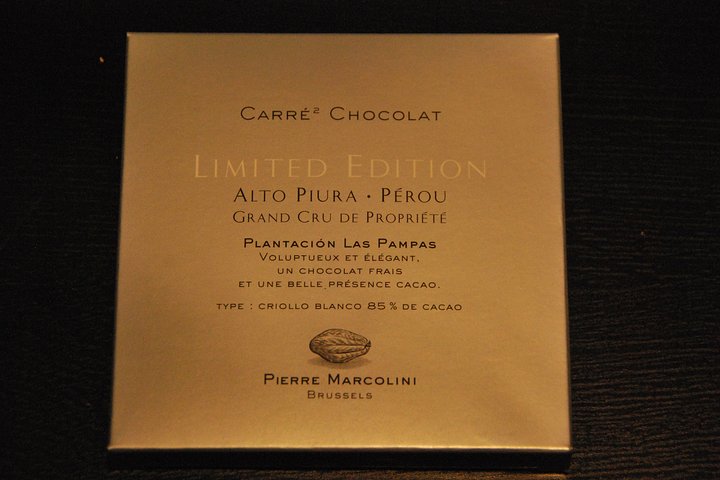 CARRÉ² CHOCOLAT
LIMITED EDITION
ALTO PIURA • PÉROU
GRAND CRU DE PROPRIÉTÉ
PLANTACIÓN LAS PAMPAS
VOLUPTUEUX ET ÉLÉGANT,
UN CHOCOLAT FRAIS
ET UNE BELLE PRÉSENCE CACAO.
TYPE : CRIOLLO BLANCO 85 % DE CACAO
PIERRE MARCOLINI
BRUSSELS